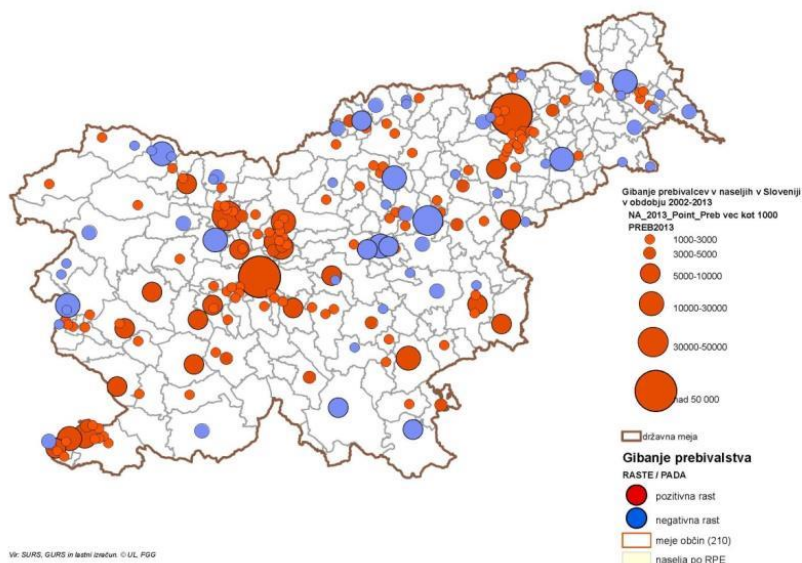 Gibanje prebivalcev v naseljih v Sloveniji
v obdobju 2002-2013
NA_2013_Point_Preb vec kot 1000
PREB2013
1000-3000
3000-5000
5000-10000
10000-30000
30000-50000
nad 50 000
državna meja
Gibanje prebivalstva
RASTE / PADA
pozitivna rast
negativna rast
meje občin (210)
naselja po RPE
Vir: SURS, GURS in lastni izračun. © UL, FGG